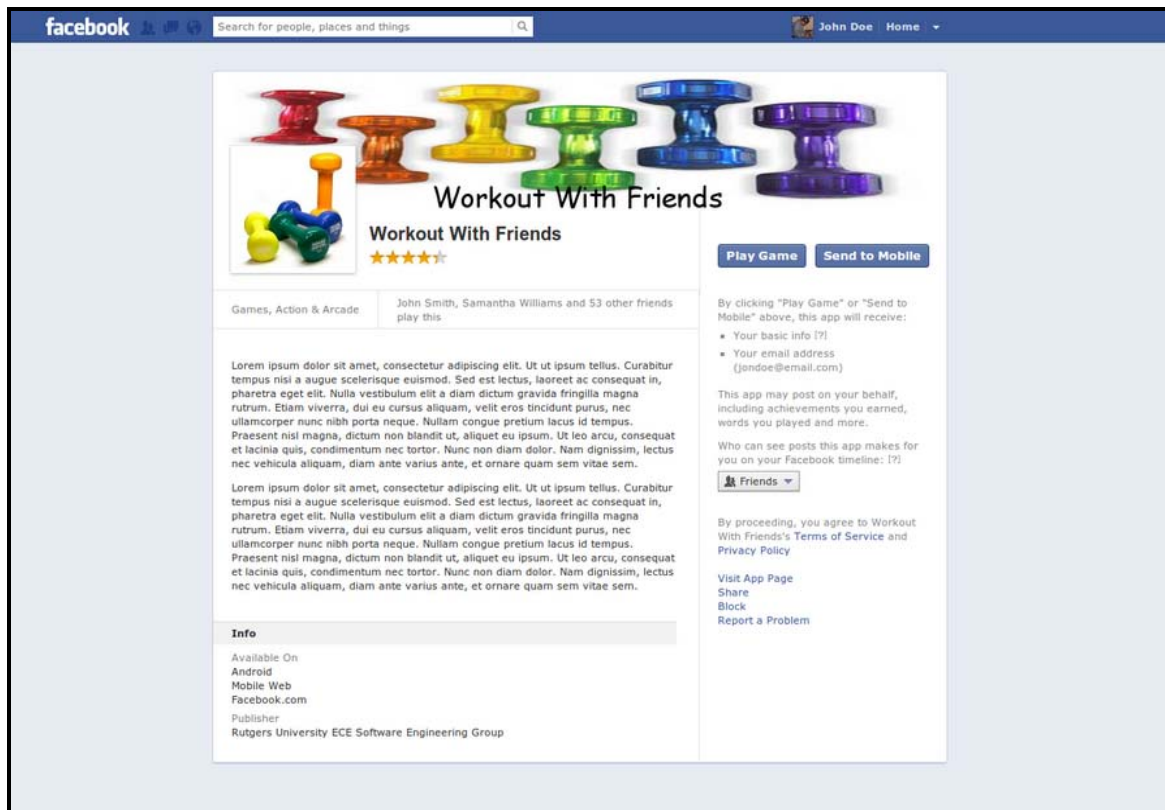 facebook
Search for people, places and things
John Doe Home
Workout With Friends
Workout With Friends
Play Game Send to Mobile
Games, Action & Arcade
John Smith, Samantha Williams and 53 other friends
play this
By clicking "Play Game" or "Send to
Mobile" above, this app will receive:
Your basic info [?]
Your email address
(jondoe@email.com)
This app may post on your behalf,
including achievements you earned,
words you played and more.
Who can see posts this app makes for
you on your Facebook timeline: [?]
Friends
By proceeding, you agree to Workout
With Friends's Terms of Service and
Privacy Policy
Visit App Page
Share
Block
Report a Problem
Lorem ipsum dolor sit amet, consectetur adipiscing elit. Ut ut ipsum tellus. Curabitur
tempus nisi a augue scelerisque euismod. Sed est lectus, laoreet ac consequat in,
pharetra eget elit. Nulla vestibulum elit a diam dictum gravida fringilla magna
rutrum. Etiam viverra, dui eu cursus aliquam, velit eros tincidunt purus, nec
ullamcorper nunc nibh porta neque. Nullam congue pretium lacus id tempus.
Praesent nisl magna, dictum non blandit ut, aliquet eu ipsum. Ut leo arcu, consequat
et lacinia quis, condimentum nec tortor. Nunc non diam dolor. Nam dignissim, lectus
nec vehicula aliquam, diam ante varius ante, et ornare quam sem vitae sem.
Lorem ipsum dolor sit amet, consectetur adipiscing elit. Ut ut ipsum tellus. Curabitur
tempus nisi a augue scelerisque euismod. Sed est lectus, laoreet ac consequat in,
pharetra eget elit. Nulla vestibulum elit a diam dictum gravida fringilla magna
rutrum. Etiam viverra, dui eu cursus aliquam, velit eros tincidunt purus, nec
ullamcorper nunc nibh porta neque. Nullam congue pretium lacus id tempus.
Praesent nisl magna, dictum non blandit ut, aliquet eu ipsum. Ut leo arcu, consequat
et lacinia quis, condimentum nec tortor. Nunc non diam dolor. Nam dignissim, lectus
nec vehicula aliquam, diam ante varius ante, et ornare quam sem vitae sem.
Info
Available On
Android
Mobile Web
Facebook.com
Publisher
Rutgers University ECE Software Engineering Group